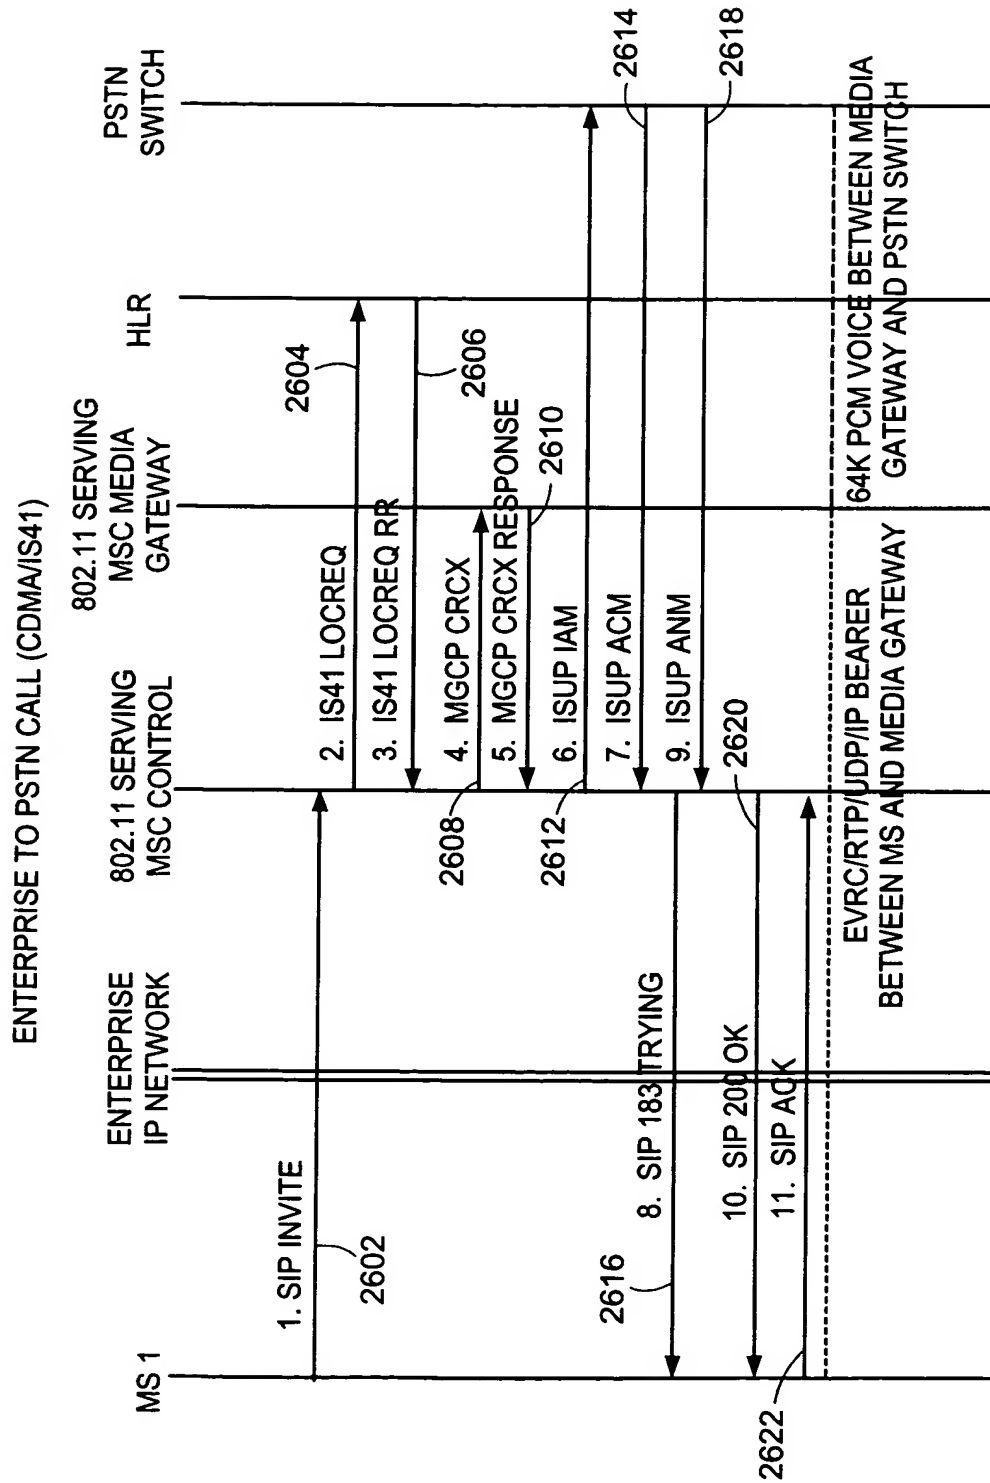 ENTERPRISE TO PSTN CALL (CDMA/IS41)
MS 1
ENTERPRISE
IP NETWORK
802.11 SERVING
MSC CONTROL
802.11 SERVING
MSC MEDIA
GATEWAY
HLR
PSTN
SWITCH
1. SIP INVITE
2602
2. IS41 LOCREQ
2604
3. IS41 LOCREQ RR
2606
4. MGCP CRCX
2608
5. MGCP CRCX RESPONSE
2610
6. ISUP IAM
2612
7. ISUP ACM
2614
8. SIP 183 TRYING
2616
9. ISUP ANM
2618
10. SIP 200 OK
2620
11. SIP ACK
2622
EVRC/RTP/UDP/IP BEARER
BETWEEN MS AND MEDIA GATEWAY
64K PCM VOICE BETWEEN MEDIA
GATEWAY AND PSTN SWITCH